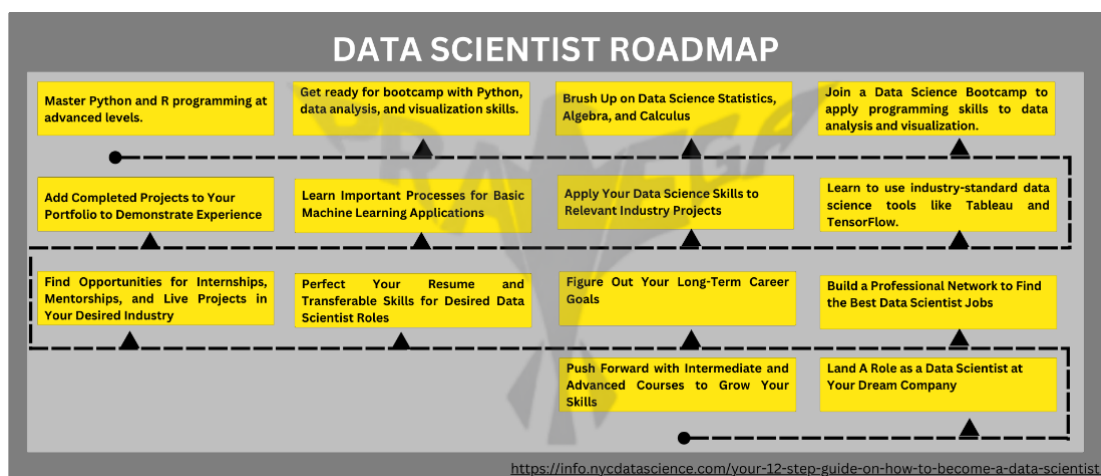 DATA SCIENTIST ROADMAP
Master Python and R programming at
advanced levels.
Get ready for bootcamp with Python,
data analysis, and visualization skills.
Brush Up on Data Science Statistics,
Algebra, and Calculus
Join a Data Science Bootcamp to
apply programming skills to data
analysis and visualization.
Add Completed Projects to Your
Portfolio to Demonstrate Experience
Learn Important Processes for Basic
Machine Learning Applications
Apply Your Data Science Skills to
Relevant Industry Projects
Learn to use industry-standard data
science tools like Tableau and
TensorFlow.
Find Opportunities for Internships,
Mentorships, and Live Projects in
Your Desired Industry
Perfect Your Resume and
Transferable Skills for Desired Data
Scientist Roles
Figure Out Your Long-Term Career
Goals
Build a Professional Network to Find
the Best Data Scientist Jobs
Push Forward with Intermediate and
Advanced Courses to Grow Your
Skills
Land A Role as a Data Scientist at
Your Dream Company
https://info.nycdatascience.com/your-12-step-guide-on-how-to-become-a-data-scientist